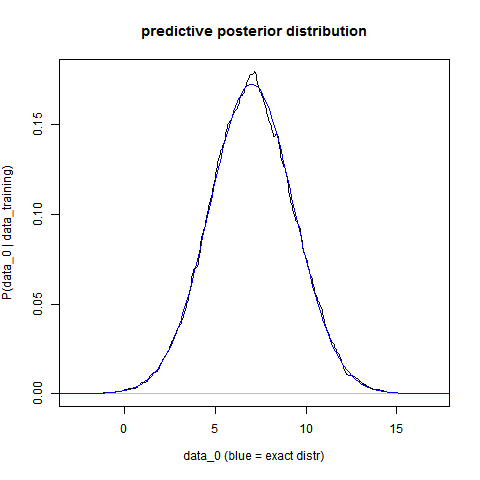 predictive posterior distribution
P(data_0 | data_training)
0.15
0.10
0.05
0.00
0
5
10
15
data_0 (blue = exact distr)